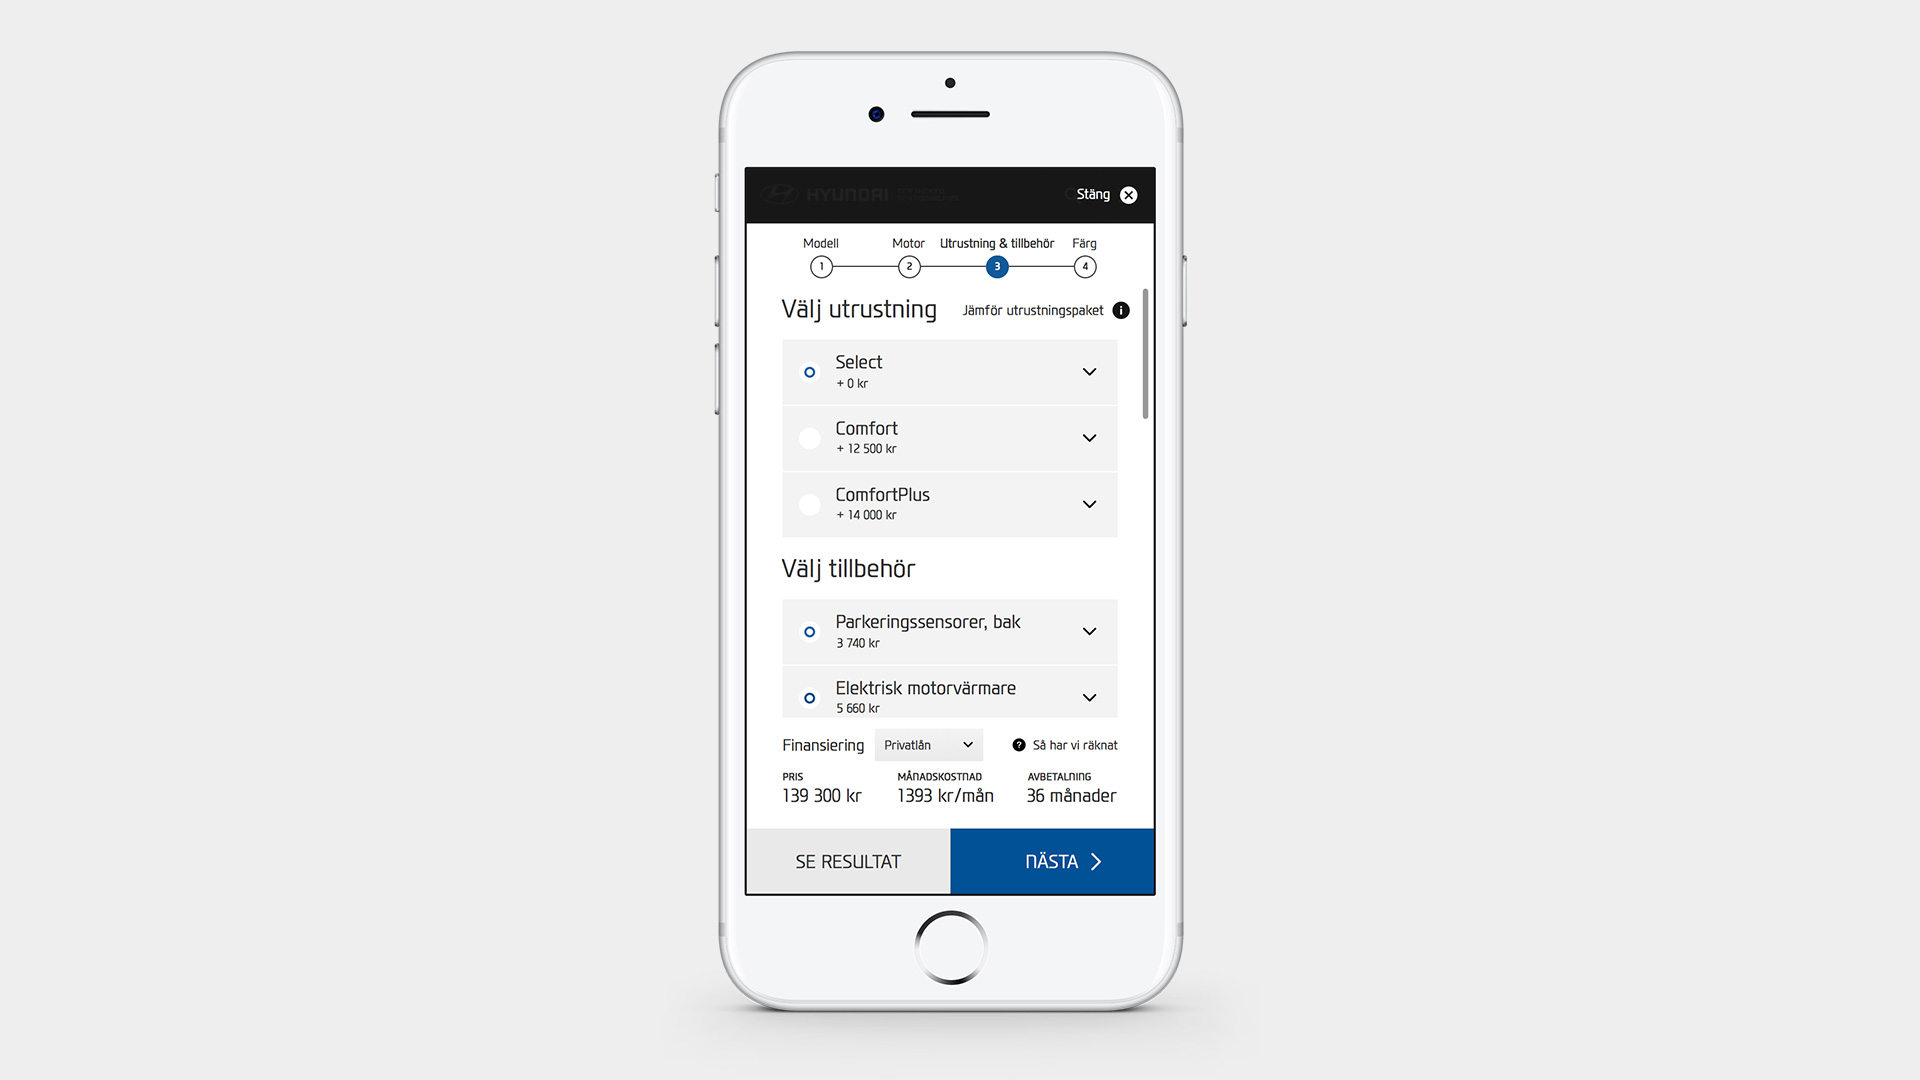 HYUNDAI
Stäng
Modell
Motor
Utrustning & tillbehör
Färg
1
2
3
4
Välj utrustning
Jämför utrustningspaket
Select
+ 0 kr
Comfort
+ 12 500 kr
ComfortPlus
+ 14 000 kr
Välj tillbehör
Parkeringssensorer, bak
3 740 kr
Elektrisk motorvärmare
5 660 kr
Finansiering
Privatlån
? Så har vi räknat
PRIS
MÅNADSKOSTNAD
AVBETALNING
139 300 kr
1393 kr/mån
36 månader
SE RESULTAT
NÄSTA